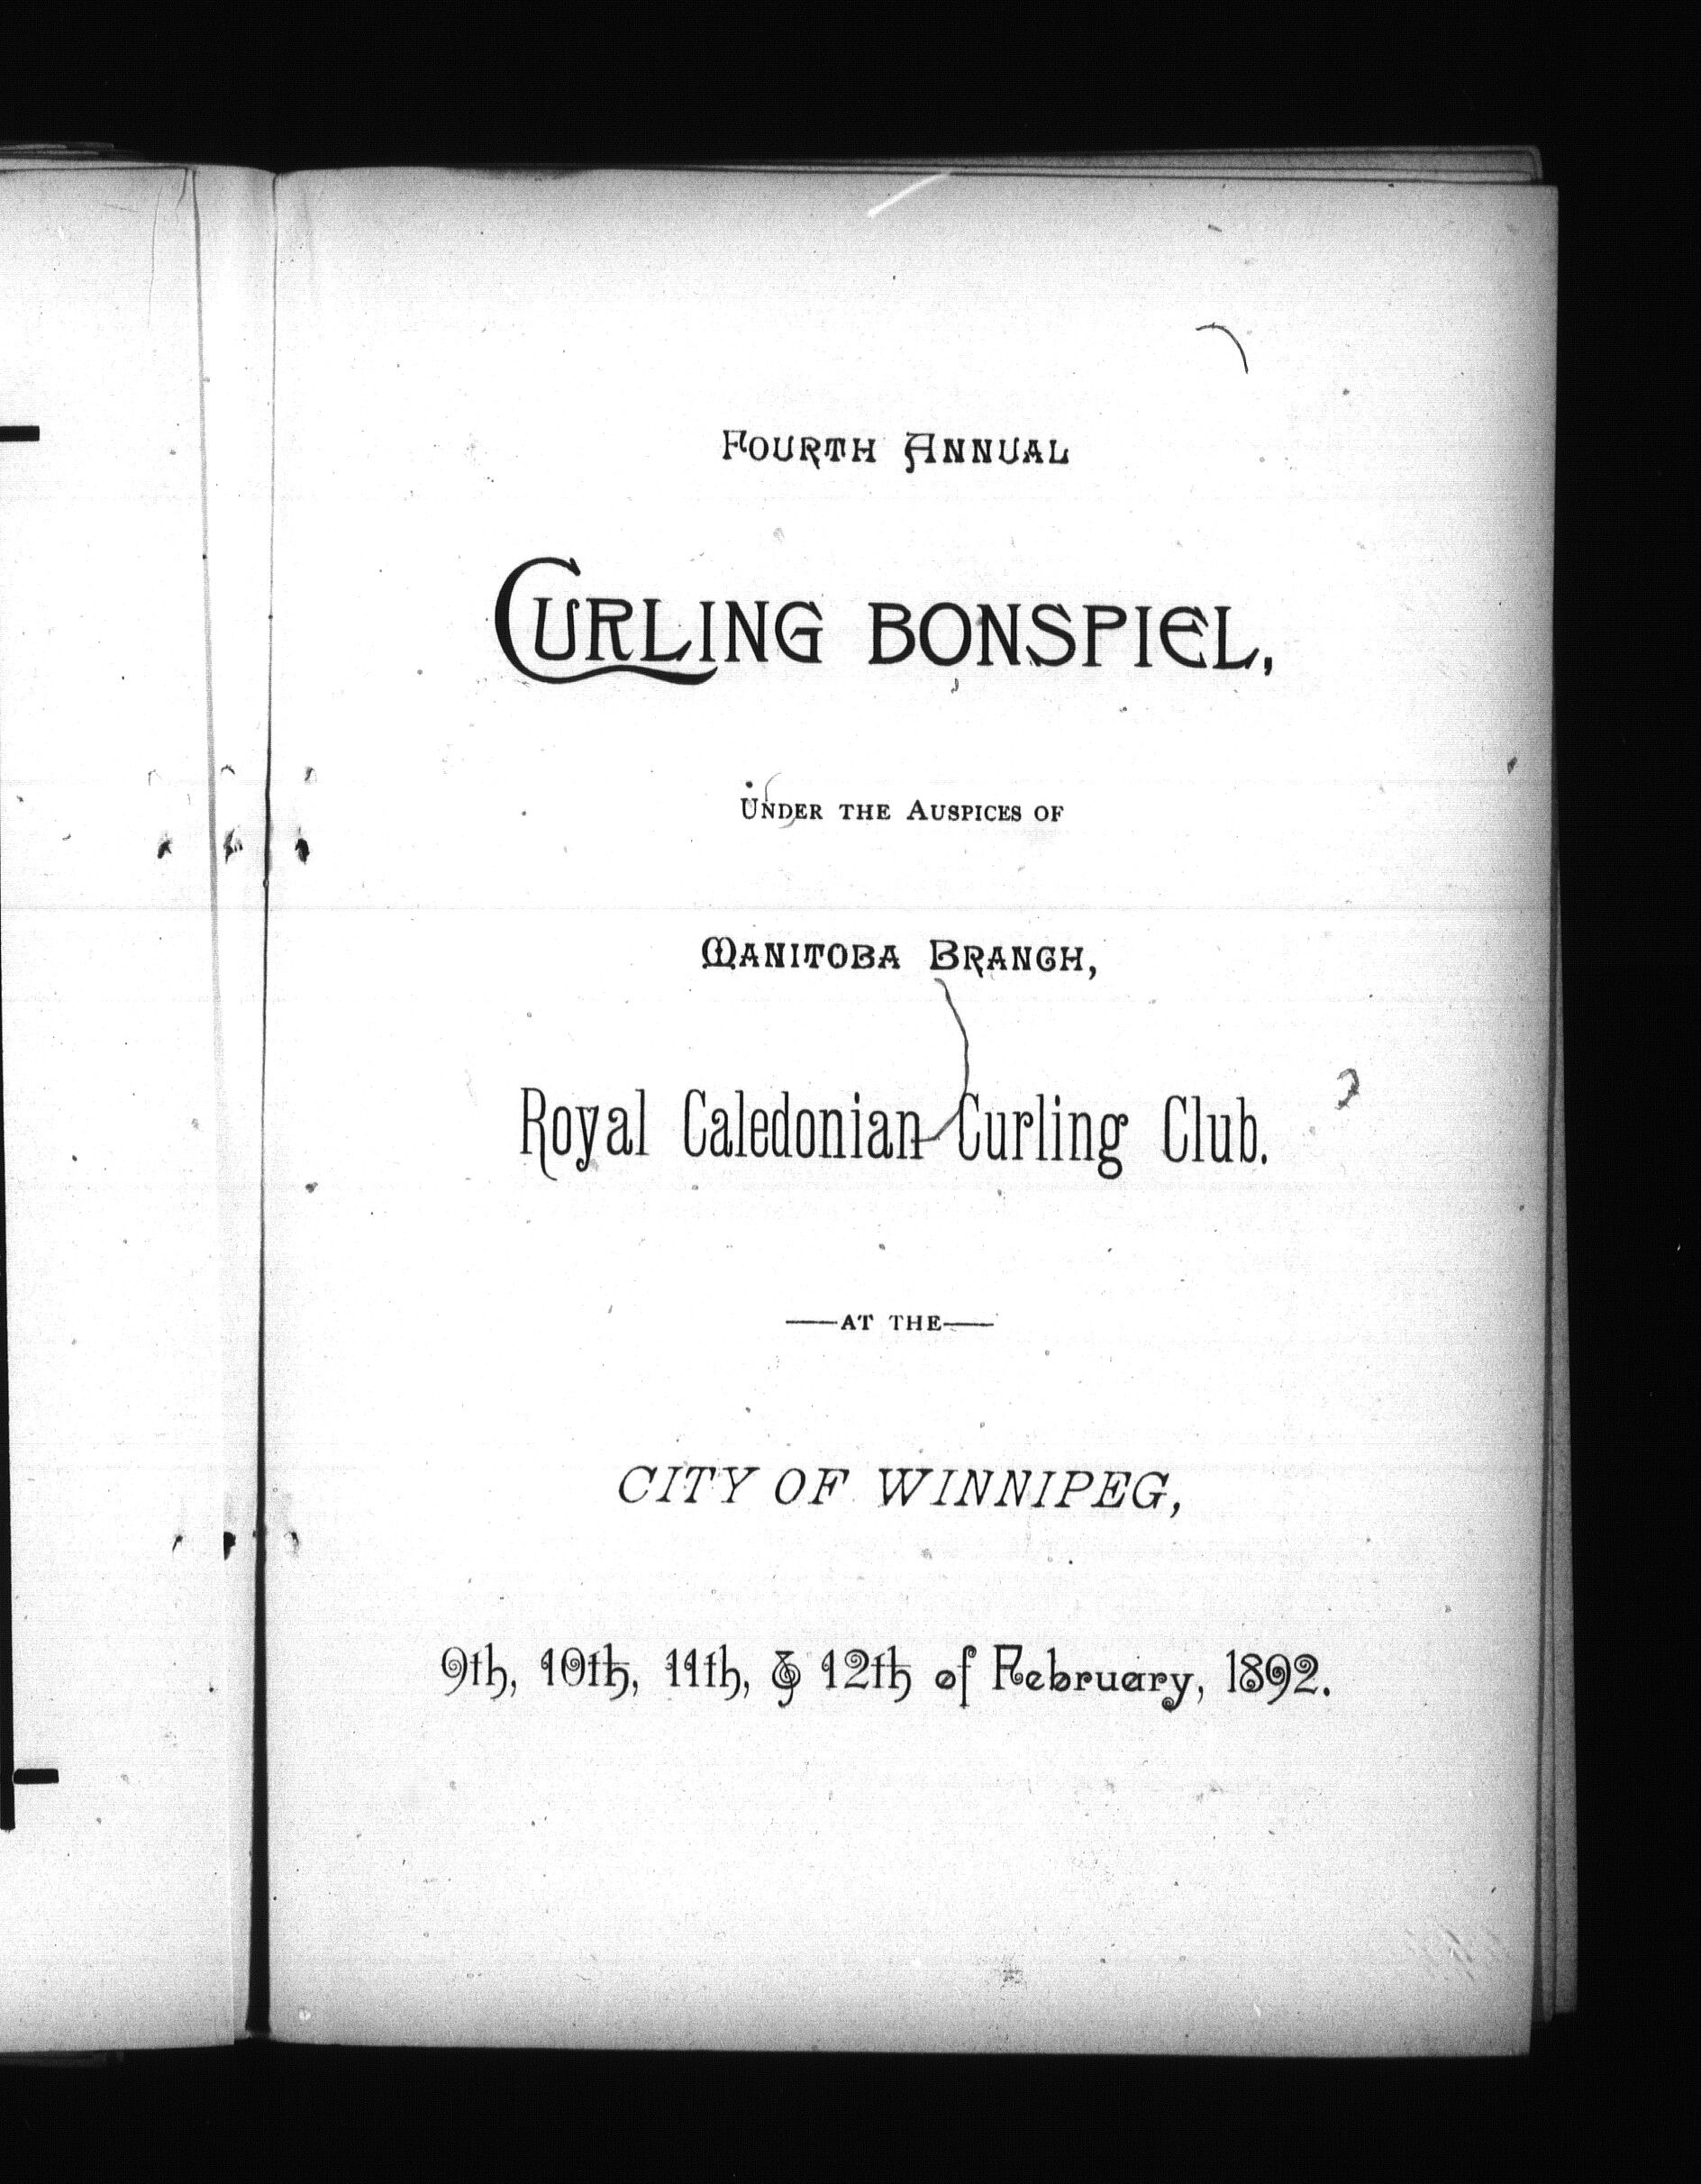 FOURTH ANNUAL
CURLING BONSPIEL,
UNDER THE AUSPICES OF
MANITOBA BRANCH,
Royal Caledonian Curling Club.
——AT THE——
CITY OF WINNIPEG,
9th, 10th, 11th, & 12th of February, 1892.